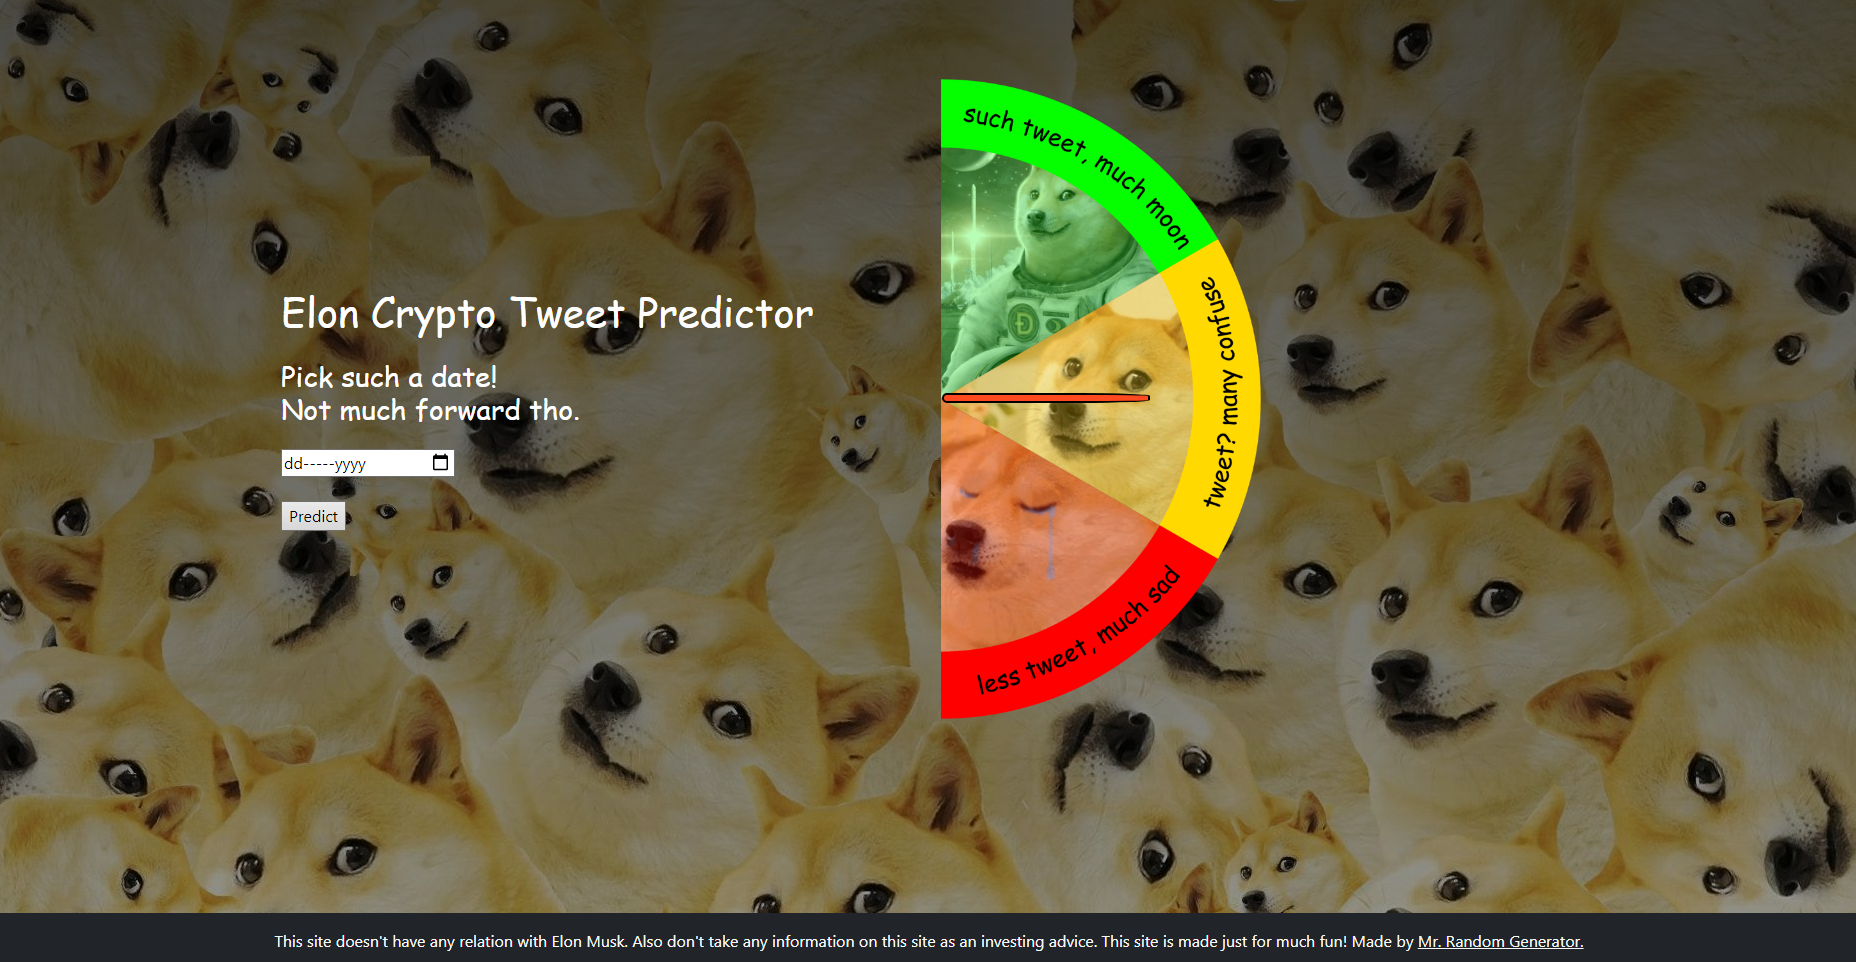 Elon Crypto Tweet Predictor
Pick such a date!
Not much forward tho.
dd-----yyyy
Predict
such tweet, much moon
tweet? many confuse
less tweet, much sad
This site doesn't have any relation with Elon Musk. Also don't take any information on this site as an investing advice. This site is made just for much fun! Made by Mr. Random Generator.